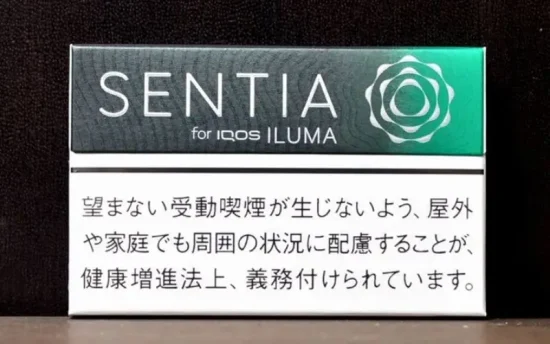 SENTIA
for IQOS ILUMA
望まない受動喫煙が生じないよう、屋外
や家庭でも周囲の状況に配慮することが、
健康増進法上、義務付けられています。